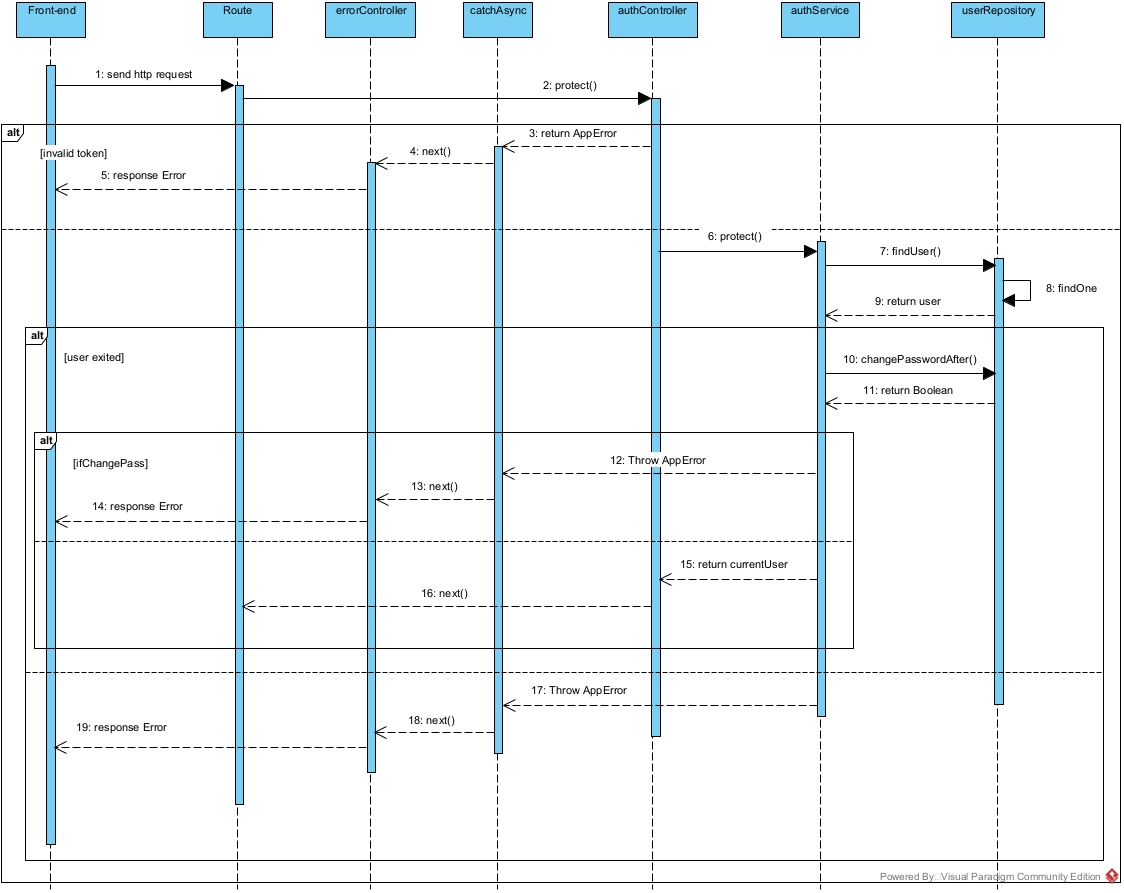 Front-end
Route
errorController
catchAsync
authController
authService
userRepository
1: send http request
2: protect()
alt
3: return AppError
[invalid token]
4: next()
5: response Error
6: protect()
7: findUser()
8: findOne
9: return user
alt
[user exited]
10: changePasswordAfter()
11: return Boolean
alt
[ifChangePass]
12: Throw AppError
13: next()
14: response Error
15: return currentUser
16: next()
17: Throw AppError
18: next()
19: response Error
Powered By Visual Paradigm Community Edition